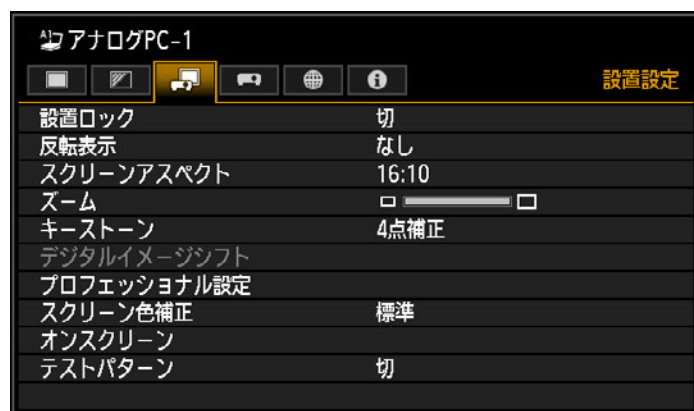 アナログPC-1
設置設定
設置ロック 切
反転表示 なし
スクリーンアスペクト 16:10
ズーム
キーストーン 4点補正
デジタルイメージシフト
プロフェッショナル設定
スクリーン色補正 標準
オンスクリーン
テストパターン 切